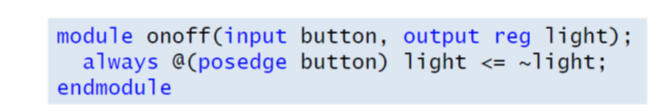 module onoff(input button, output reg light);
always @(posedge button) light <= ~light;
endmodule